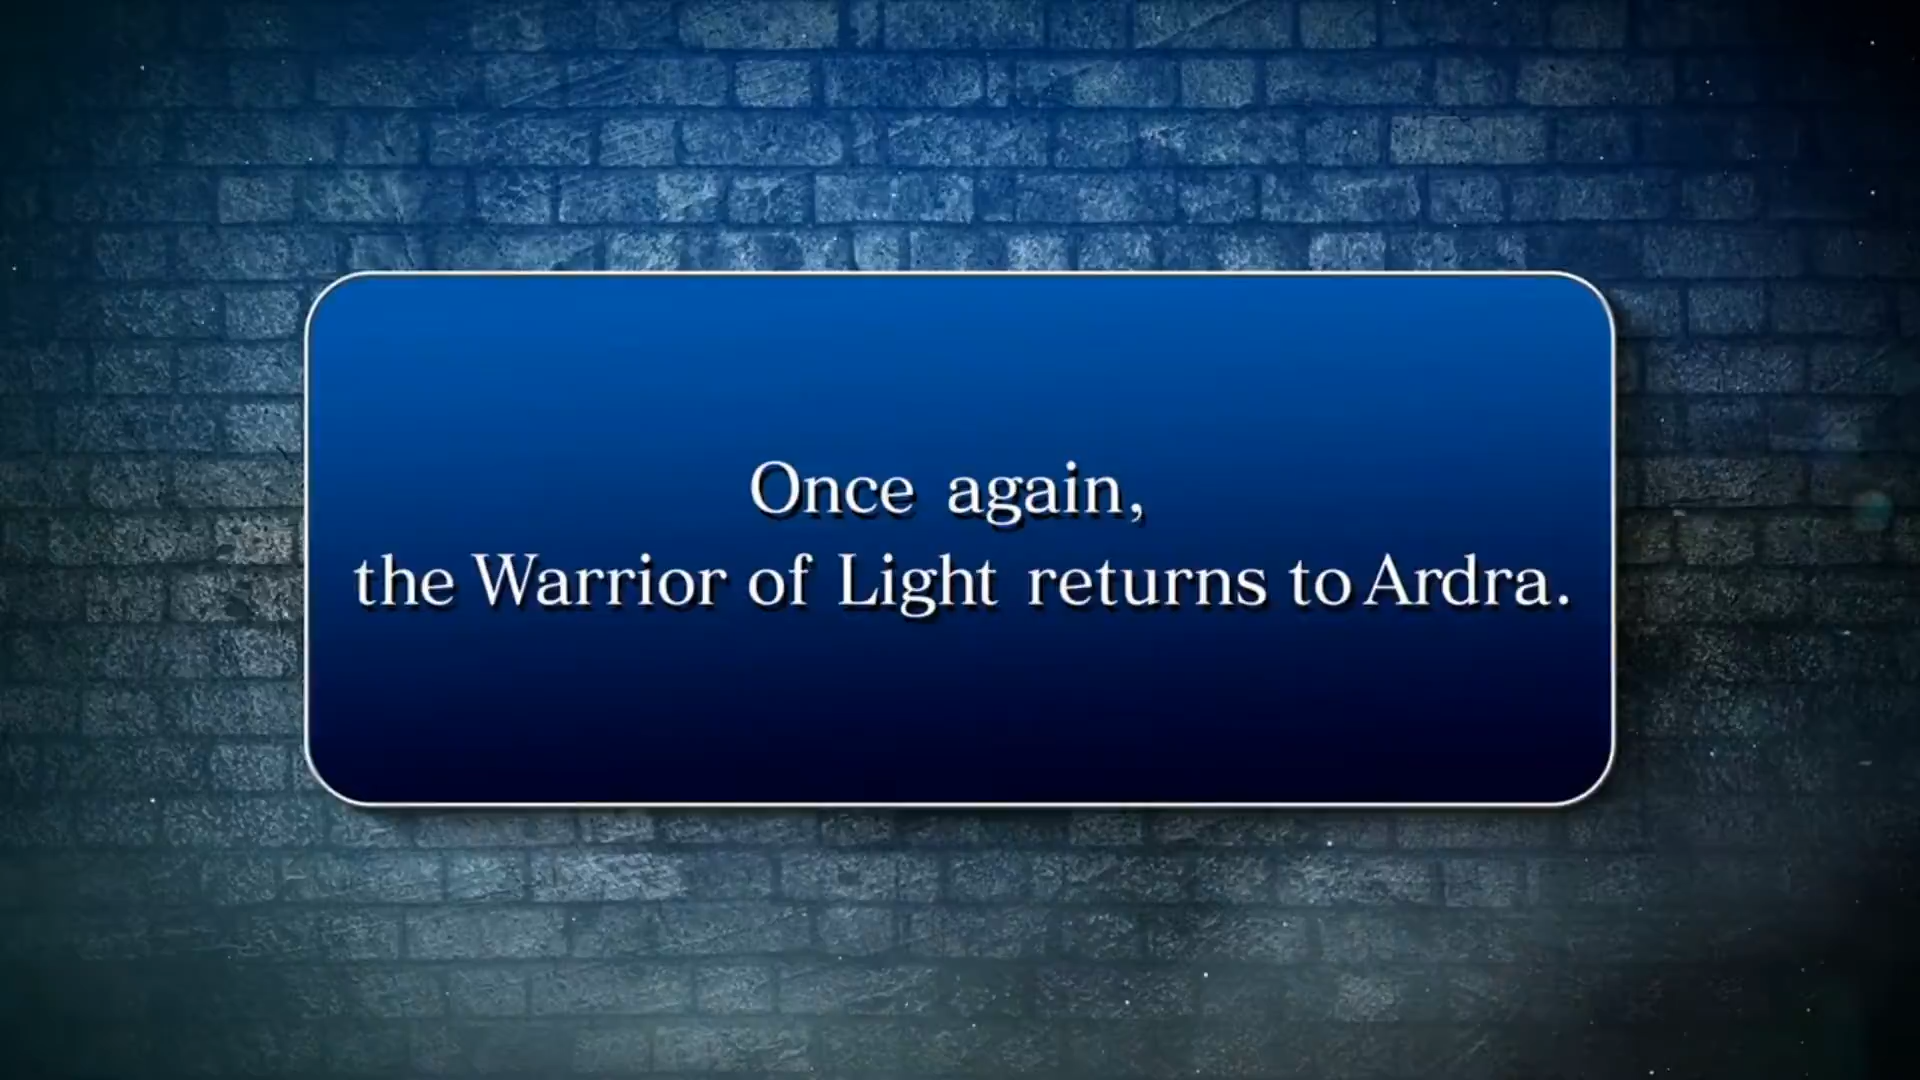 Once again,
the Warrior of Light returns to Ardra.